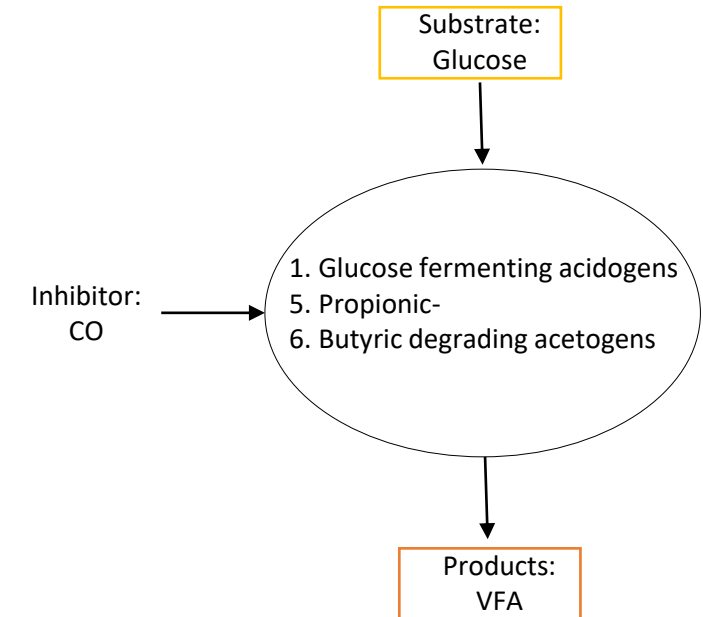 Substrate:
Glucose
1. Glucose fermenting acidogens
5. Propionic-
6. Butyric degrading acetogens
Inhibitor:
CO
Products:
VFA